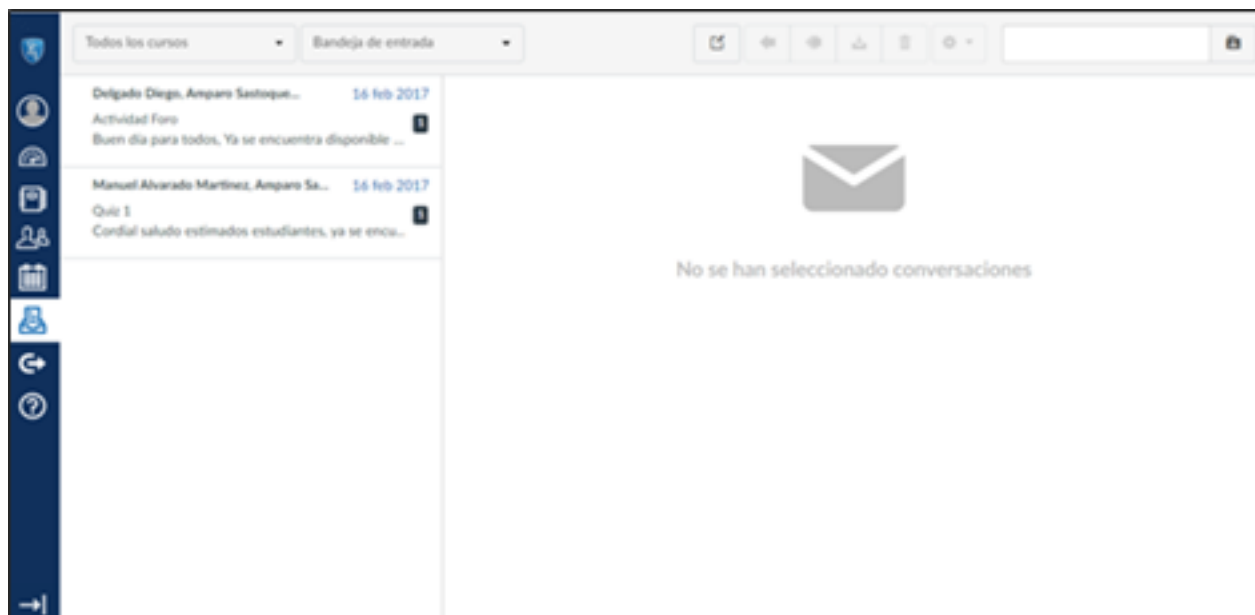 Todos los cursos
Bandeja de entrada
Delgado Diego, Amparo Sastoque...
16 feb 2017
Actividad Foro
Buen día para todos, Ya se encuentra disponible ...
Manuel Alvarado Martinez, Amparo Sa...
16 feb 2017
Quiz 1
Cordial saludo estimados estudiantes, ya se encu...
No se han seleccionado conversaciones